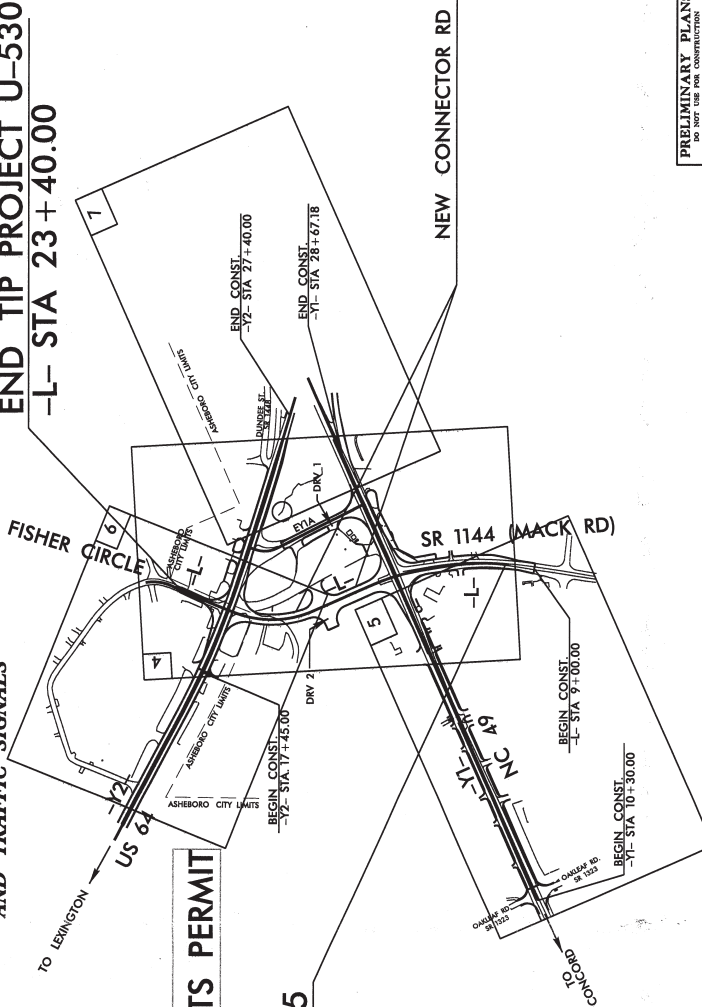 END TIP PROJECT U-530
-L- STA 23+40.00
NEW CONNECTOR RD
PRELIMINARY PLANS
DO NOT USE FOR CONSTRUCTION
7
END CONST.
-Y2- STA 27+40.00
END CONST.
-Y1- STA 28+67.18
ASHEBORO CITY LIMITS
DUNDEE ST.
SR 1448
6
FISHER CIRCLE
ASHEBORO
CITY LIMITS
-L-
DRV 1
EY1A
SR 1144 (MACK RD)
-L-
-L-
4
5
DRV 2
ASHEBORO CITY LIMITS
ASHEBORO CITY LIMITS
BEGIN CONST.
-Y2- STA. 17+45.00
BEGIN CONST.
-L- STA 9+00.00
-Y2-
US 64
-Y1-
NC 49
BEGIN CONST.
-Y1- STA 10+30.00
TO LEXINGTON
OAKLEAF RD.
SR 1323
OAKLEAF RD
SR 1323
TO
CONCORD
AND TRAFFIC SIGNALS
TS PERMIT
5